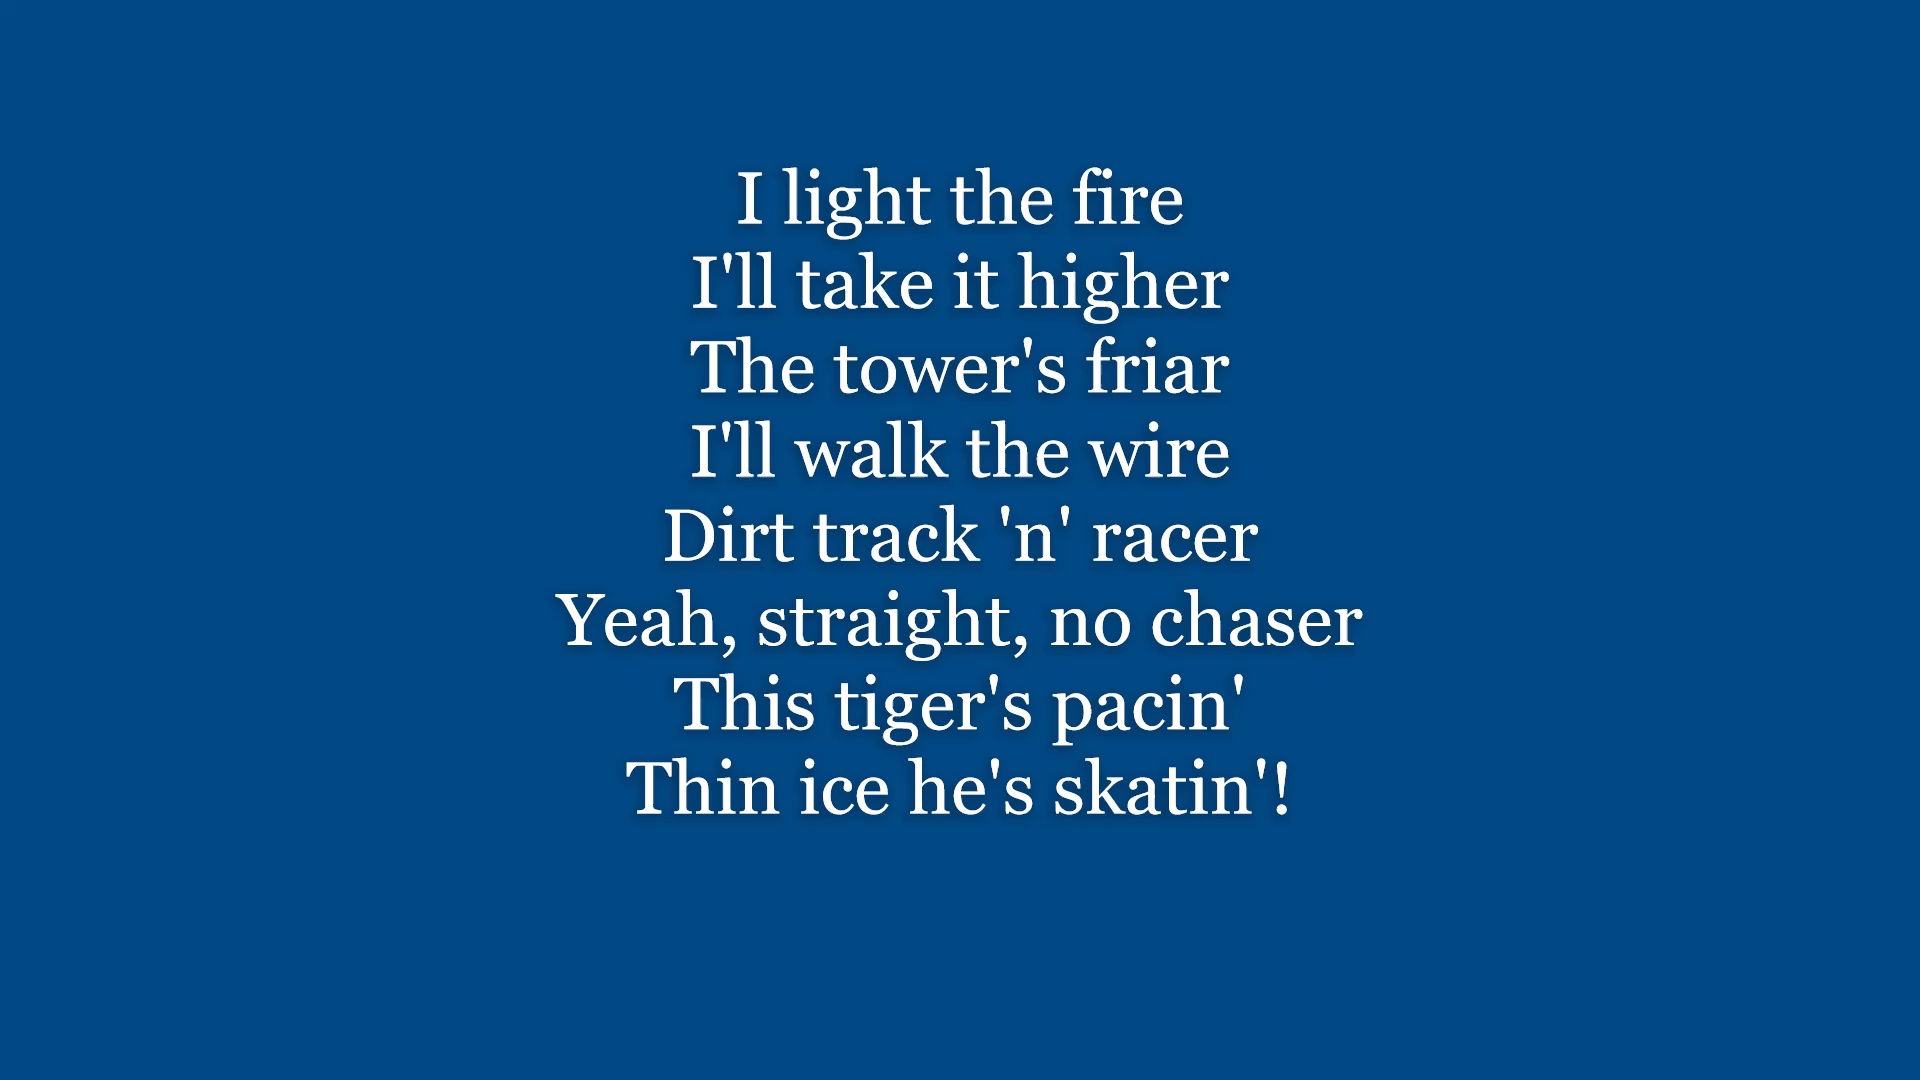 I light the fire
I'll take it higher
The tower's friar
I'll walk the wire
Dirt track 'n' racer
Yeah, straight, no chaser
This tiger's pacin'
Thin ice he's skatin'!